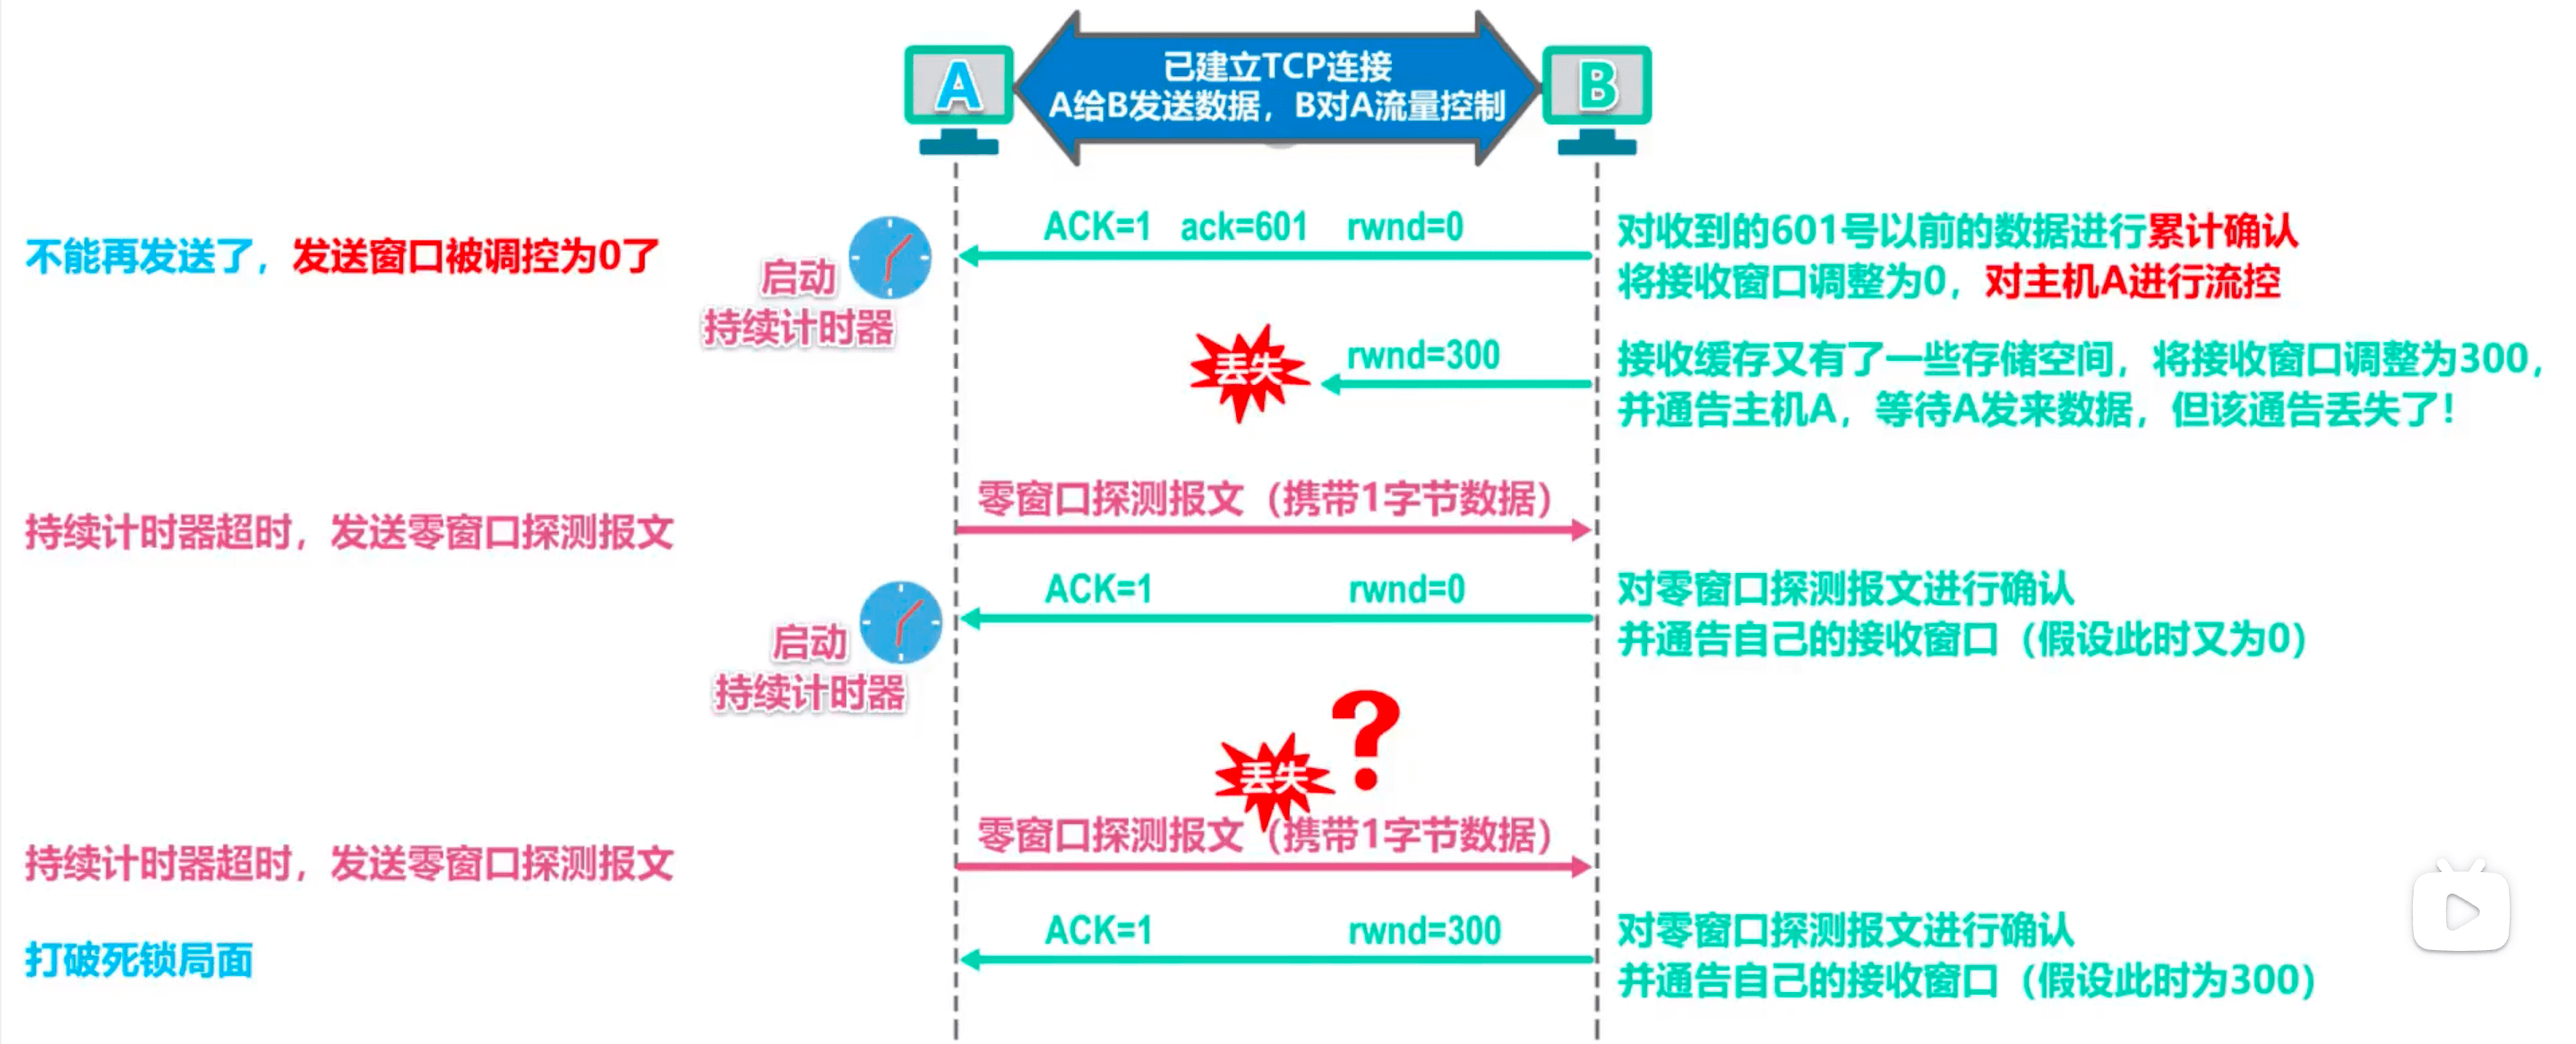 A
已建立TCP连接
A给B发送数据，B对A流量控制
B
不能再发送了，发送窗口被调控为0了
启动
持续计时器
ACK=1 ack=601 rwnd=0
对收到的601号以前的数据进行累计确认
将接收窗口调整为0，对主机A进行流控
丢失
rwnd=300
接收缓存又有了一些存储空间，将接收窗口调整为300，
并通告主机A，等待A发来数据，但该通告丢失了！
持续计时器超时，发送零窗口探测报文
零窗口探测报文（携带1字节数据）
启动
持续计时器
ACK=1 rwnd=0
对零窗口探测报文进行确认
并通告自己的接收窗口（假设此时又为0）
丢失
?
持续计时器超时，发送零窗口探测报文
零窗口探测报文（携带1字节数据）
打破死锁局面
ACK=1 rwnd=300
对零窗口探测报文进行确认
并通告自己的接收窗口（假设此时为300）